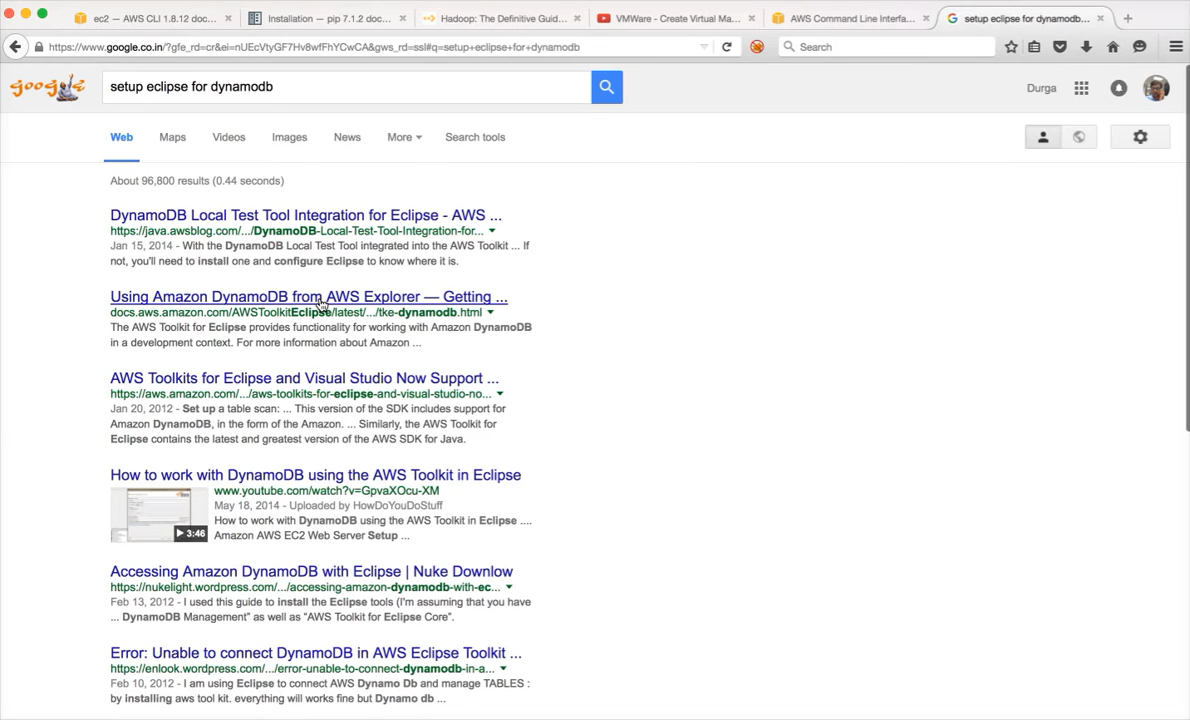 ec2 — AWS CLI 1.8.12 doc...
Installation — pip 7.1.2 doc...
Hadoop: The Definitive Guid...
VMWare - Create Virtual Ma...
AWS Command Line Interfa...
setup eclipse for dynamodb...
https://www.google.co.in/?gfe_rd=cr&ei=nUEcVtyGF7Hv8wfFhYCwCA&gws_rd=ssl#q=setup+eclipse+for+dynamodb
Search
setup eclipse for dynamodb
Durga
Web Maps Videos Images News More Search tools
About 96,800 results (0.44 seconds)
DynamoDB Local Test Tool Integration for Eclipse - AWS ...
https://java.awsblog.com/.../DynamoDB-Local-Test-Tool-Integration-for...
Jan 15, 2014 - With the DynamoDB Local Test Tool integrated into the AWS Toolkit ... If
not, you'll need to install one and configure Eclipse to know where it is.
Using Amazon DynamoDB from AWS Explorer — Getting ...
docs.aws.amazon.com/AWSToolkitEclipse/latest/.../tke-dynamodb.html
The AWS Toolkit for Eclipse provides functionality for working with Amazon DynamoDB
in a development context. For more information about Amazon ...
AWS Toolkits for Eclipse and Visual Studio Now Support ...
https://aws.amazon.com/.../aws-toolkits-for-eclipse-and-visual-studio-no...
Jan 20, 2012 - Set up a table scan: ... This version of the SDK includes support for
Amazon DynamoDB, in the form of the Amazon. ... Similarly, the AWS Toolkit for
Eclipse contains the latest and greatest version of the AWS SDK for Java.
How to work with DynamoDB using the AWS Toolkit in Eclipse
www.youtube.com/watch?v=GpvaXOcu-XM
May 18, 2014 - Uploaded by HowDoYouDoStuff
How to work with DynamoDB using the AWS Toolkit in Eclipse ....
Amazon AWS EC2 Web Server Setup ...
3:46
Accessing Amazon DynamoDB with Eclipse | Nuke Downlow
https://nukelight.wordpress.com/.../accessing-amazon-dynamodb-with-ec...
Feb 13, 2012 - I used this guide to install the Eclipse tools (I'm assuming that you have
... DynamoDB Management" as well as "AWS Toolkit for Eclipse Core".
Error: Unable to connect DynamoDB in AWS Eclipse Toolkit ...
https://enlook.wordpress.com/.../error-unable-to-connect-dynamodb-in-a...
Feb 10, 2012 - I am using Eclipse to connect AWS Dynamo Db and manage TABLES :
by installing aws tool kit. everything will works fine but Dynamo db ...